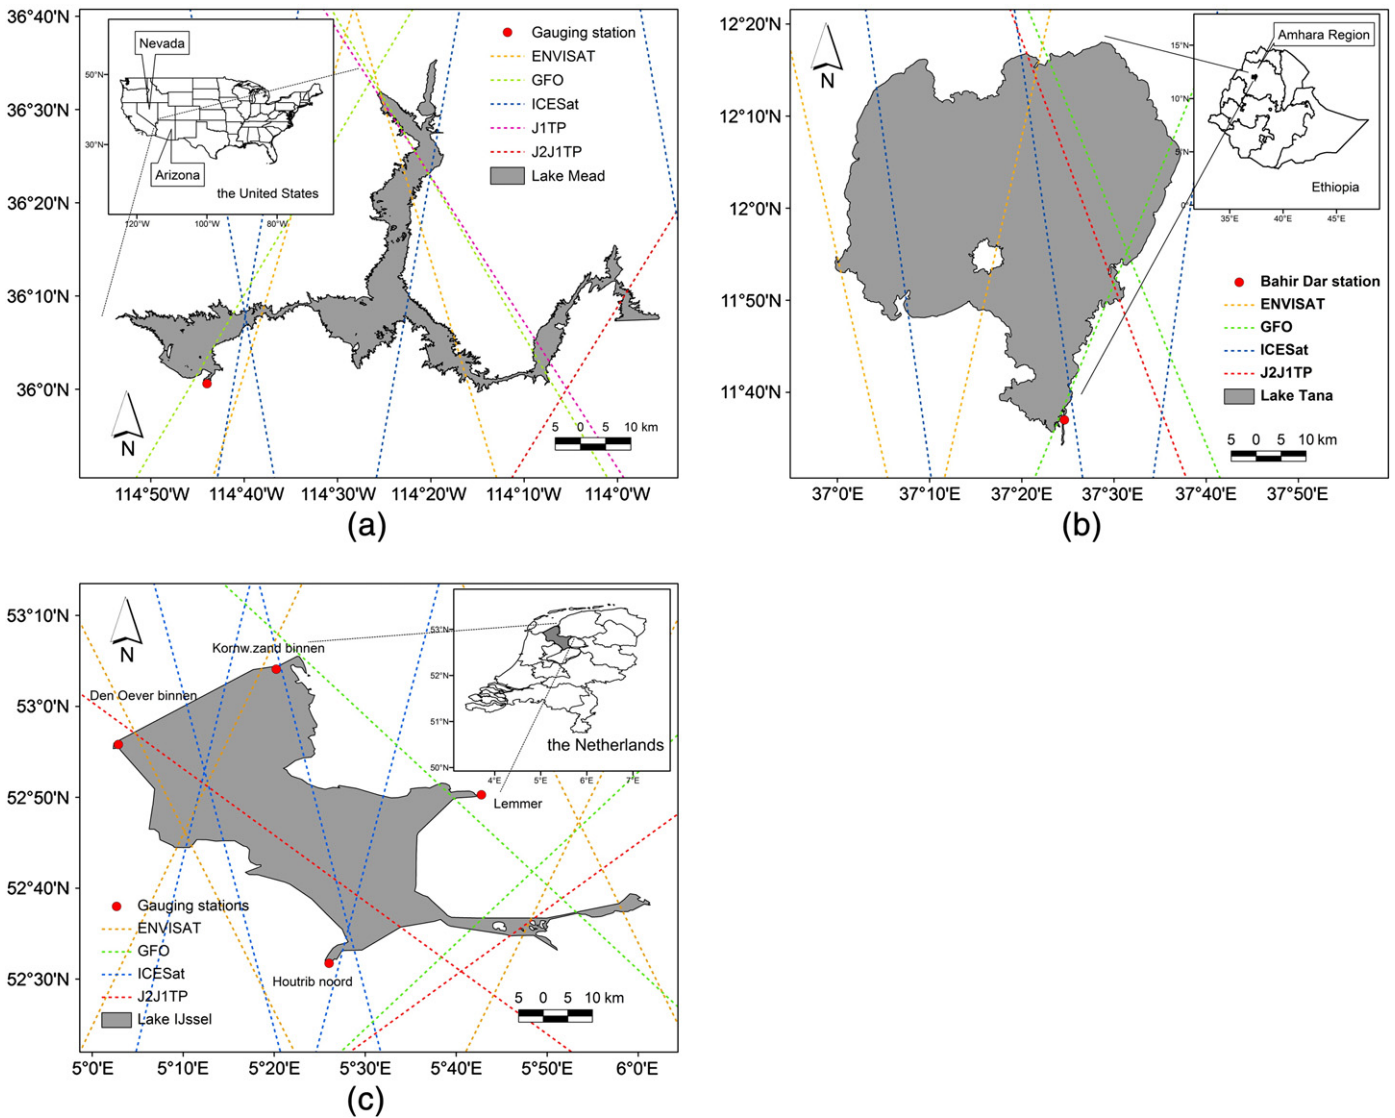 36°40'N
36°30'N
36°20'N
36°10'N
36°0'N
114°50'W 114°40'W 114°30'W 114°20'W 114°10'W 114°0'W
Nevada
Arizona
the United States
50°N
30°N
120°W 100°W 80°W
Gauging station
ENVISAT
GFO
ICESat
J1TP
J2J1TP
Lake Mead
N
5 0 5 10 km
(a)
12°20'N
12°10'N
12°0'N
11°50'N
11°40'N
37°0'E 37°10'E 37°20'E 37°30'E 37°40'E 37°50'E
N
Amhara Region
15°N
10°N
5°N
0°
35°E 40°E 45°E
Ethiopia
Bahir Dar station
ENVISAT
GFO
ICESat
J2J1TP
Lake Tana
5 0 5 10 km
(b)
53°10'N
53°0'N
52°50'N
52°40'N
52°30'N
5°0'E 5°10'E 5°20'E 5°30'E 5°40'E 5°50'E 6°0'E
N
Kornw.zand binnen
Den Oever binnen
Lemmer
Houtrib noord
53°N
52°N
51°N
50°N
4°E 5°E 6°E 7°E
the Netherlands
Gauging stations
ENVISAT
GFO
ICESat
J2J1TP
Lake IJssel
5 0 5 10 km
(c)